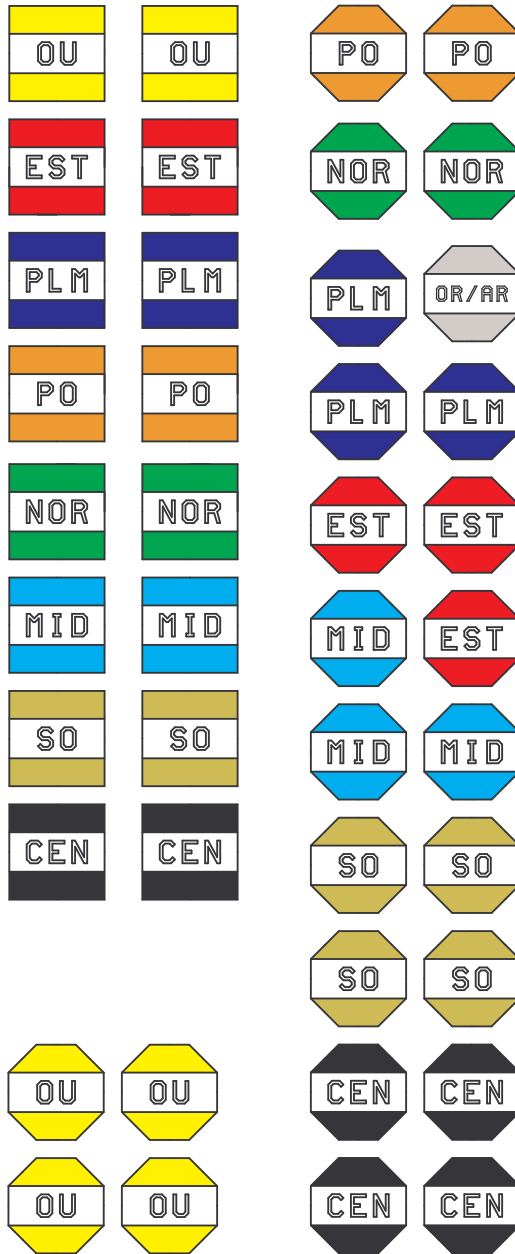 OU OU PO PO
EST EST NOR NOR
PLM PLM PLM OR/AR
PO PO PLM PLM
NOR NOR EST EST
MID MID MID EST
SO SO MID MID
CEN CEN SO SO
SO SO
OU OU CEN CEN
OU OU CEN CEN